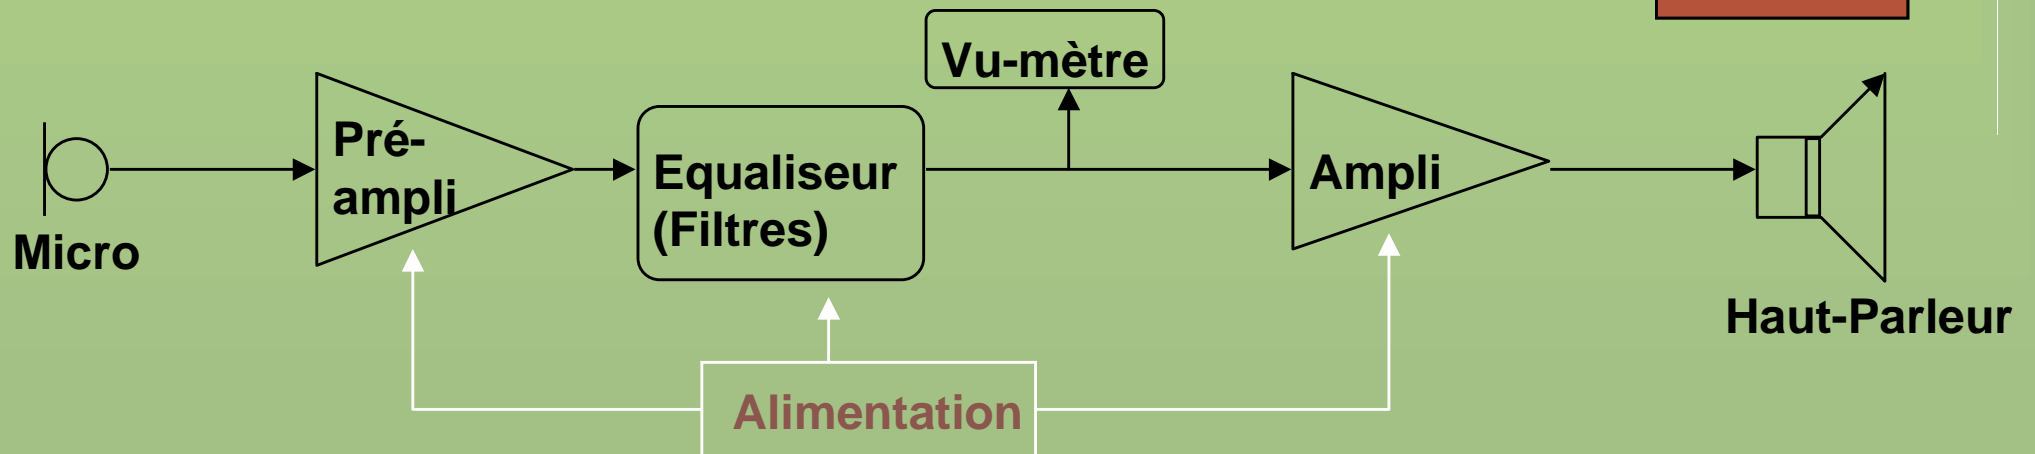 Vu-mètre
Pré-
ampli
Equaliseur
(Filtres)
Ampli
Micro
Haut-Parleur
Alimentation